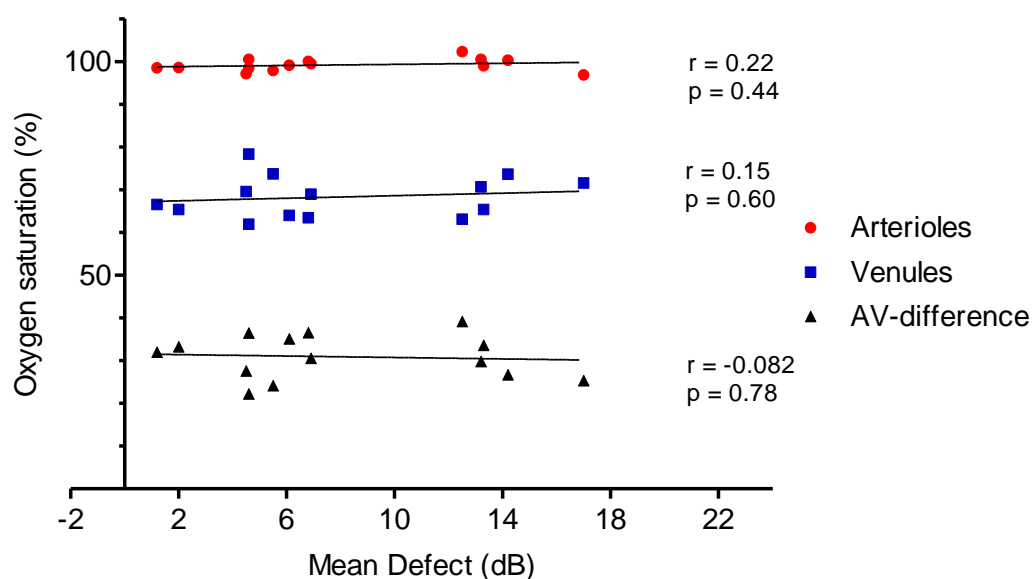 100
50
Oxygen saturation (%)
r = 0.22
p = 0.44
r = 0.15
p = 0.60
r = -0.082
p = 0.78
Arterioles
Venules
AV-difference
-2
2
6
10
14
18
22
Mean Defect (dB)